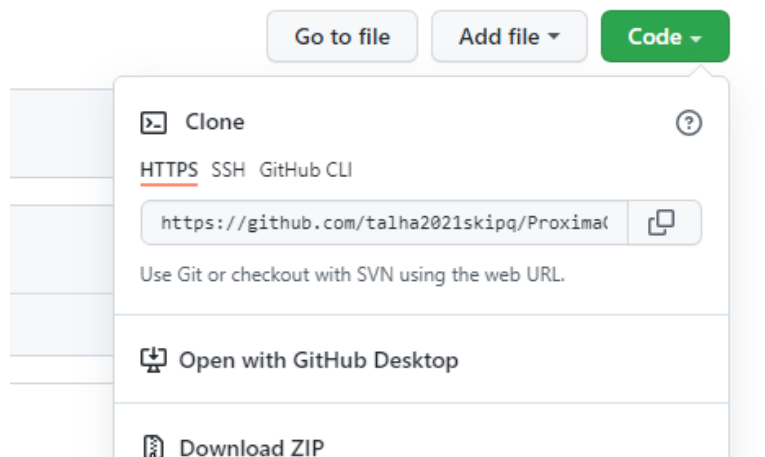 Go to file Add file Code
Clone
HTTPS SSH GitHub CLI
https://github.com/talha2021skipq/Proxima
Use Git or checkout with SVN using the web URL.
Open with GitHub Desktop
Download ZIP